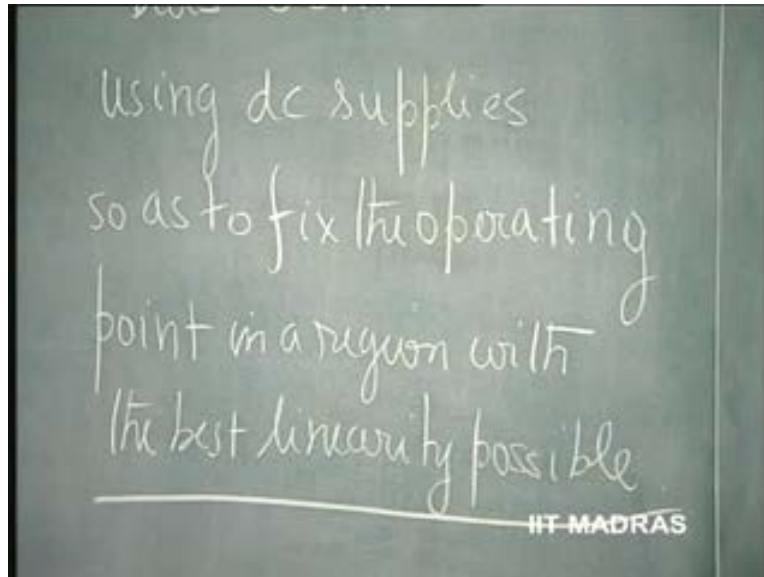 using dc supplies
so as to fix the operating
point in a region with
the best linearity possible
IIT MADRAS